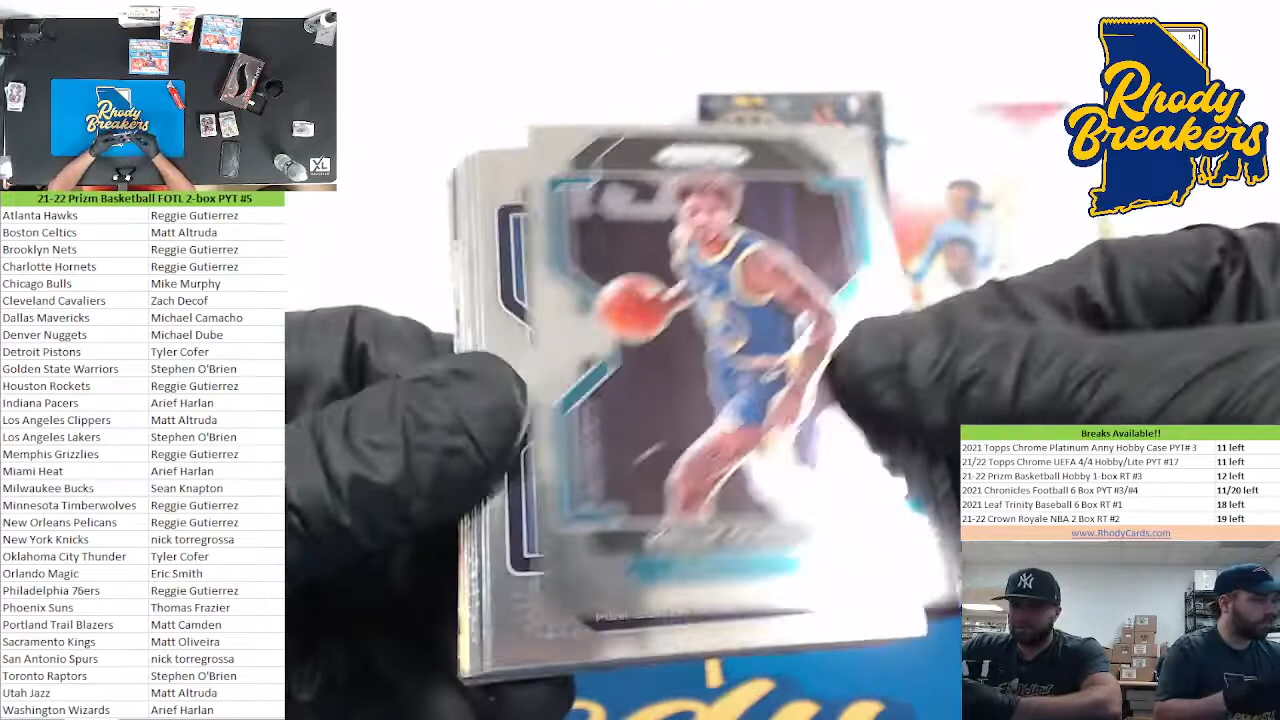 Rhody
Breakers
XL
21-22 Prizm Basketball FOTL 2-box PYT #5
Atlanta Hawks Reggie Gutierrez
Boston Celtics Matt Altruda
Brooklyn Nets Reggie Gutierrez
Charlotte Hornets Reggie Gutierrez
Chicago Bulls Mike Murphy
Cleveland Cavaliers Zach Decof
Dallas Mavericks Michael Camacho
Denver Nuggets Michael Dube
Detroit Pistons Tyler Cofer
Golden State Warriors Stephen O'Brien
Houston Rockets Reggie Gutierrez
Indiana Pacers Arief Harlan
Los Angeles Clippers Matt Altruda
Los Angeles Lakers Stephen O'Brien
Memphis Grizzlies Reggie Gutierrez
Miami Heat Arief Harlan
Milwaukee Bucks Sean Knapton
Minnesota Timberwolves Reggie Gutierrez
New Orleans Pelicans Reggie Gutierrez
New York Knicks nick torregrossa
Oklahoma City Thunder Tyler Cofer
Orlando Magic Eric Smith
Philadelphia 76ers Reggie Gutierrez
Phoenix Suns Thomas Frazier
Portland Trail Blazers Matt Camden
Sacramento Kings Matt Oliveira
San Antonio Spurs nick torregrossa
Toronto Raptors Stephen O'Brien
Utah Jazz Matt Altruda
Washington Wizards Arief Harlan
1/1
Rhody
Breakers
Breaks Available!!
2021 Topps Chrome Platinum Anny Hobby Case PYT# 3 11 left
21/22 Topps Chrome UEFA 4/4 Hobby/Lite PYT #17 11 left
21-22 Prizm Basketball Hobby 1-box RT #3 12 left
2021 Chronicles Football 6 Box PYT #3/#4 11/20 left
2021 Leaf Trinity Baseball 6 Box RT #1 18 left
21-22 Crown Royale NBA 2 Box RT #2 19 left
www.RhodyCards.com